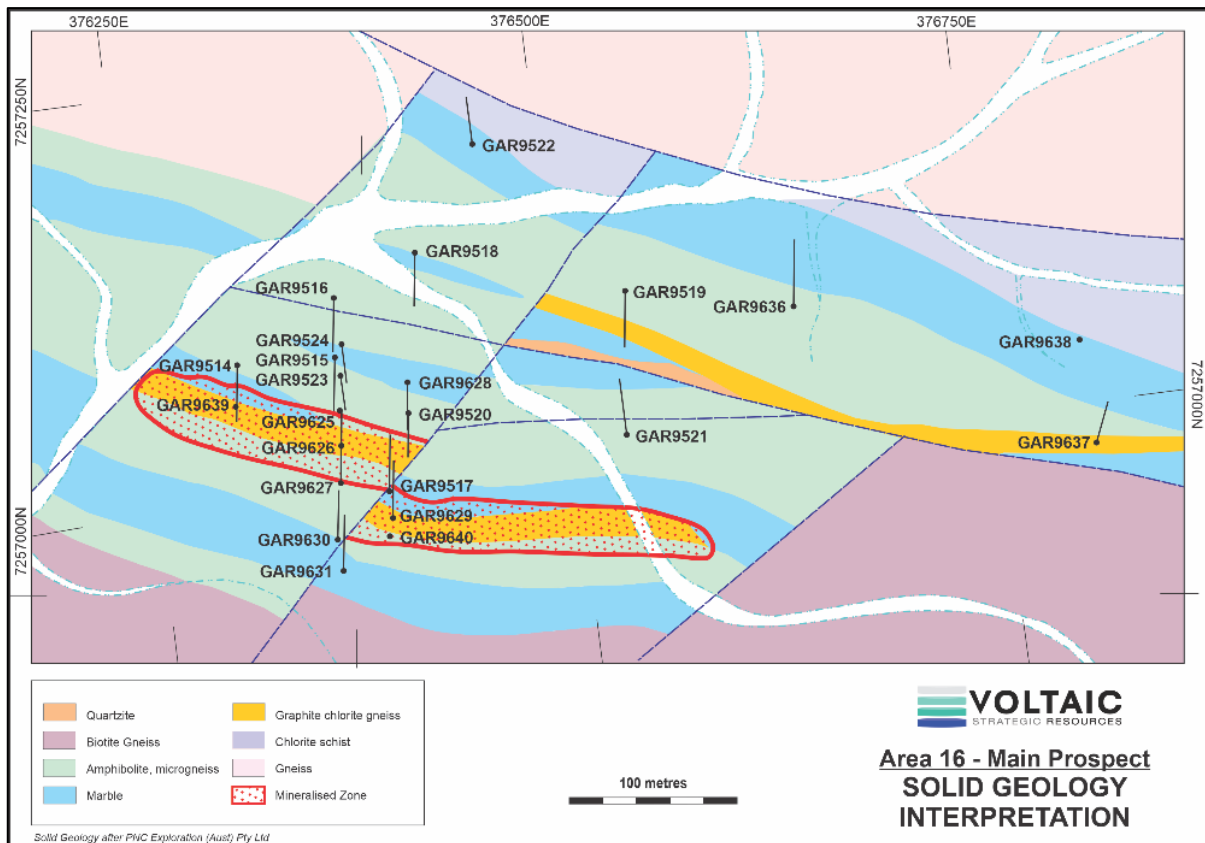 376250E
376500E
376750E
7257250N
GAR9522
GAR9518
GAR9516
GAR9519
GAR9636
GAR9524
GAR9515
GAR9638
GAR9514
GAR9523
GAR9628
7257000N
GAR9639
GAR9625
GAR9520
GAR9521
GAR9637
GAR9626
GAR9627
GAR9517
GAR9629
7257000N
GAR9630
GAR9640
GAR9631
Quartzite
Biotite Gneiss
Amphibolite, microgneiss
Marble
Graphite chlorite gneiss
Chlorite schist
Gneiss
Mineralised Zone
Solid Geology after PNC Exploration (Aust) Pty Ltd
100 metres
VOLTAIC
STRATEGIC RESOURCES
Area 16 - Main Prospect
SOLID GEOLOGY
INTERPRETATION